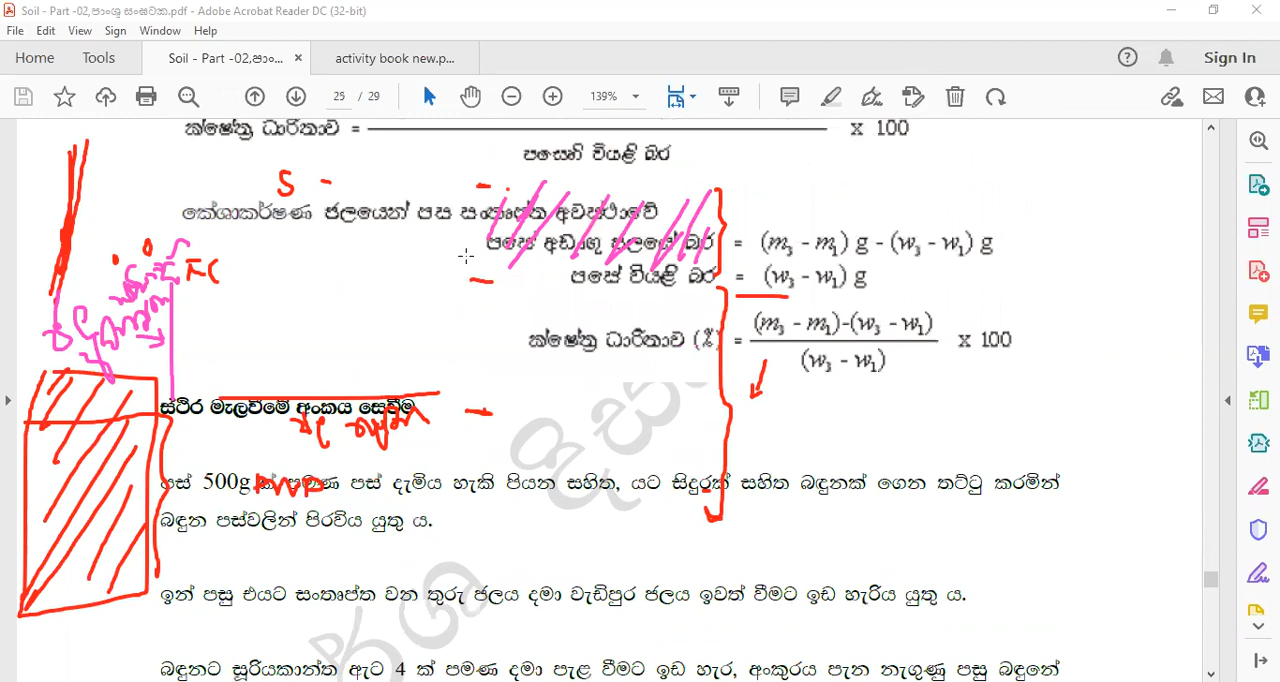 Soil - Part -02,පාංශු සංඝටක.pdf - Adobe Acrobat Reader DC (32-bit)
File Edit View Sign Window Help
Home Tools Soil - Part -02,පාං... × activity book new.p... Sign In
25 / 29 139%
ක්ෂේත්‍ර ධාරිතාව = X 100
පසෙහි වියළි බර
S
කේශාකර්ෂණ ජලයෙන් පස සංතෘප්ත අවස්ථාවේ
පසේ අඩංගු ජලයේ බර = (m3 - m1) g - (w3 - w1) g
FC
පසේ වියළි බර = (w3 - w1) g
ක්ෂේත්‍ර ධාරිතාව (%) = (m3 - m1)-(w3 - w1) X 100
(w3 - w1)
ස්ථිර මැලවීමේ අංකය සෙවීම
PWP
පස් 500g ක් පමණ පස් දැමිය හැකි පියන සහිත, යට සිදුරක් සහිත බඳුනක් ගෙන තට්ටු කරමින්
බඳුන පස්වලින් පිරවිය යුතු ය.
ඉන් පසු එයට සංතෘප්ත වන තුරු ජලය දමා වැඩිපුර ජලය ඉවත් වීමට ඉඩ හැරිය යුතු ය.
බඳුනට සූරියකාන්ත ඇට 4 ක් පමණ දමා පැළ වීමට ඉඩ හැර, අංකුරය පැන නැගුණු පසු බඳුනේ